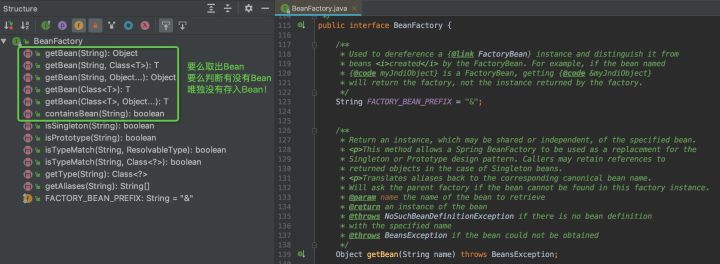 Structure
BeanFactory
getBean(String): Object
getBean(String, Class<T>): T
getBean(String, Object...): Object
getBean(Class<T>): T
getBean(Class<T>, Object...): T
containsBean(String): boolean
isSingleton(String): boolean
isPrototype(String): boolean
isTypeMatch(String, ResolvableType): boolean
isTypeMatch(String, Class<?>): boolean
getType(String): Class<?>
getAliases(String): String[]
FACTORY_BEAN_PREFIX: String = "&"
要么取出Bean
要么判断有没有Bean
唯独没有存入Bean!
BeanFactory.java
115 public interface BeanFactory {
116
117 /**
118 * Used to dereference a {@link FactoryBean} instance and distinguish it from
119 * beans <i>created</i> by the FactoryBean. For example, if the bean named
120 * {@code myJndiObject} is a FactoryBean, getting {@code &myJndiObject}
121 * will return the factory, not the instance returned by the factory.
122 */
123 String FACTORY_BEAN_PREFIX = "&";
124
125
126 /**
127 * Return an instance, which may be shared or independent, of the specified bean.
128 * <p>This method allows a Spring BeanFactory to be used as a replacement for the
129 * Singleton or Prototype design pattern. Callers may retain references to
130 * returned objects in the case of Singleton beans.
131 * <p>Translates aliases back to the corresponding canonical bean name.
132 * Will ask the parent factory if the bean cannot be found in this factory instance.
133 * @param name the name of the bean to retrieve
134 * @return an instance of the bean
135 * @throws NoSuchBeanDefinitionException if there is no bean definition
136 * with the specified name
137 * @throws BeansException if the bean could not be obtained
138 */
139 Object getBean(String name) throws BeansException;